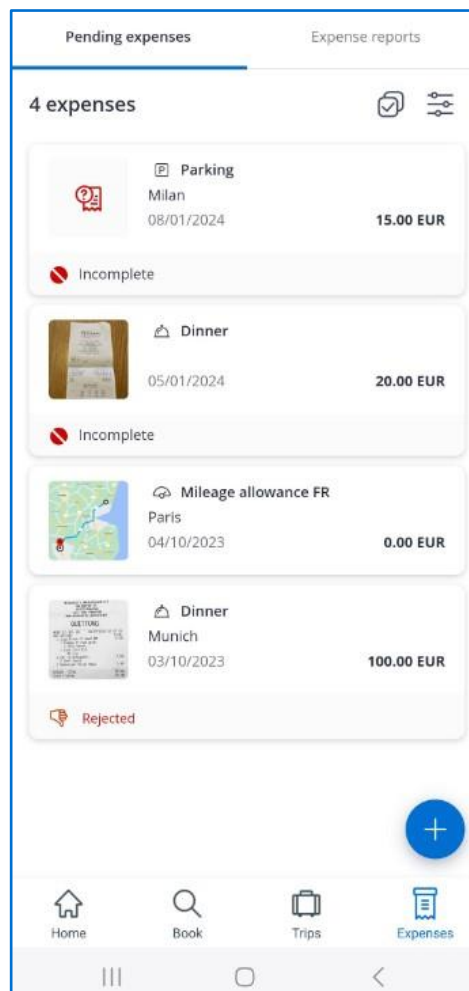 Pending expenses
Expense reports
4 expenses
P Parking
Milan
08/01/2024
15.00 EUR
Incomplete
Dinner
05/01/2024
20.00 EUR
Incomplete
Mileage allowance FR
Paris
04/10/2023
0.00 EUR
QUITTUNG
Dinner
Munich
03/10/2023
100.00 EUR
Rejected
Home
Book
Trips
Expenses